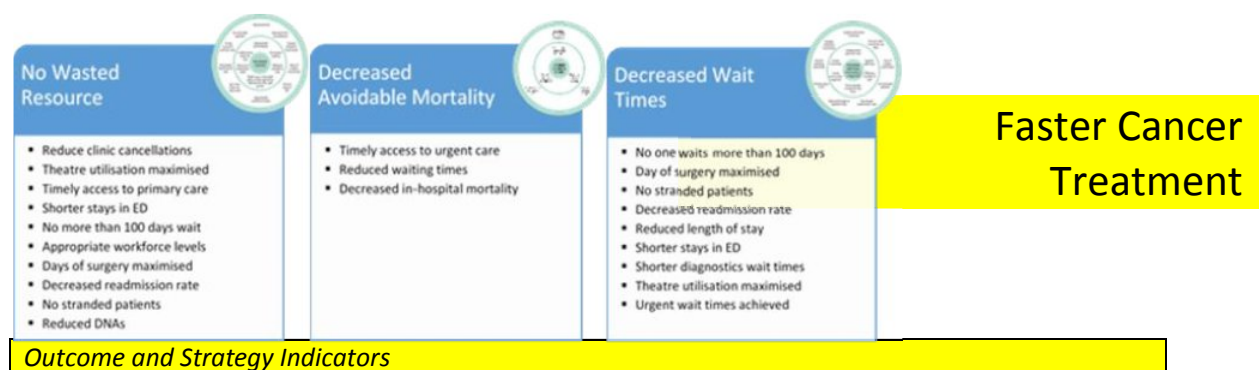 No Wasted
Resource
▪ Reduce clinic cancellations
▪ Theatre utilisation maximised
▪ Timely access to primary care
▪ Shorter stays in ED
▪ No more than 100 days wait
▪ Appropriate workforce levels
▪ Days of surgery maximised
▪ Decreased readmission rate
▪ No stranded patients
▪ Reduced DNAs
Decreased
Avoidable Mortality
▪ Timely access to urgent care
▪ Reduced waiting times
▪ Decreased in-hospital mortality
Decreased Wait
Times
▪ No one waits more than 100 days
▪ Day of surgery maximised
▪ No stranded patients
▪ Decreased readmission rate
▪ Reduced length of stay
▪ Shorter stays in ED
▪ Shorter diagnostics wait times
▪ Theatre utilisation maximised
▪ Urgent wait times achieved
Faster Cancer
Treatment
Outcome and Strategy Indicators